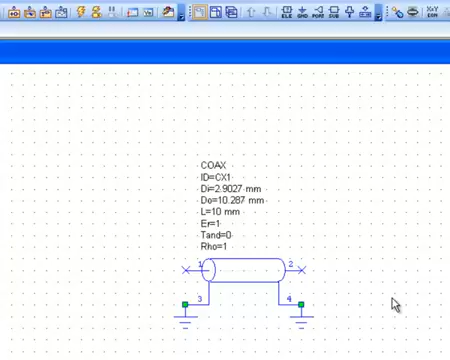 ELE
GND
PORT
SUB
X=Y
EQN
COAX
ID=CX1
Di=2.9027 mm
Do=10.287 mm
L=10 mm
Er=1
Tand=0
Rho=1
1
2
3
4